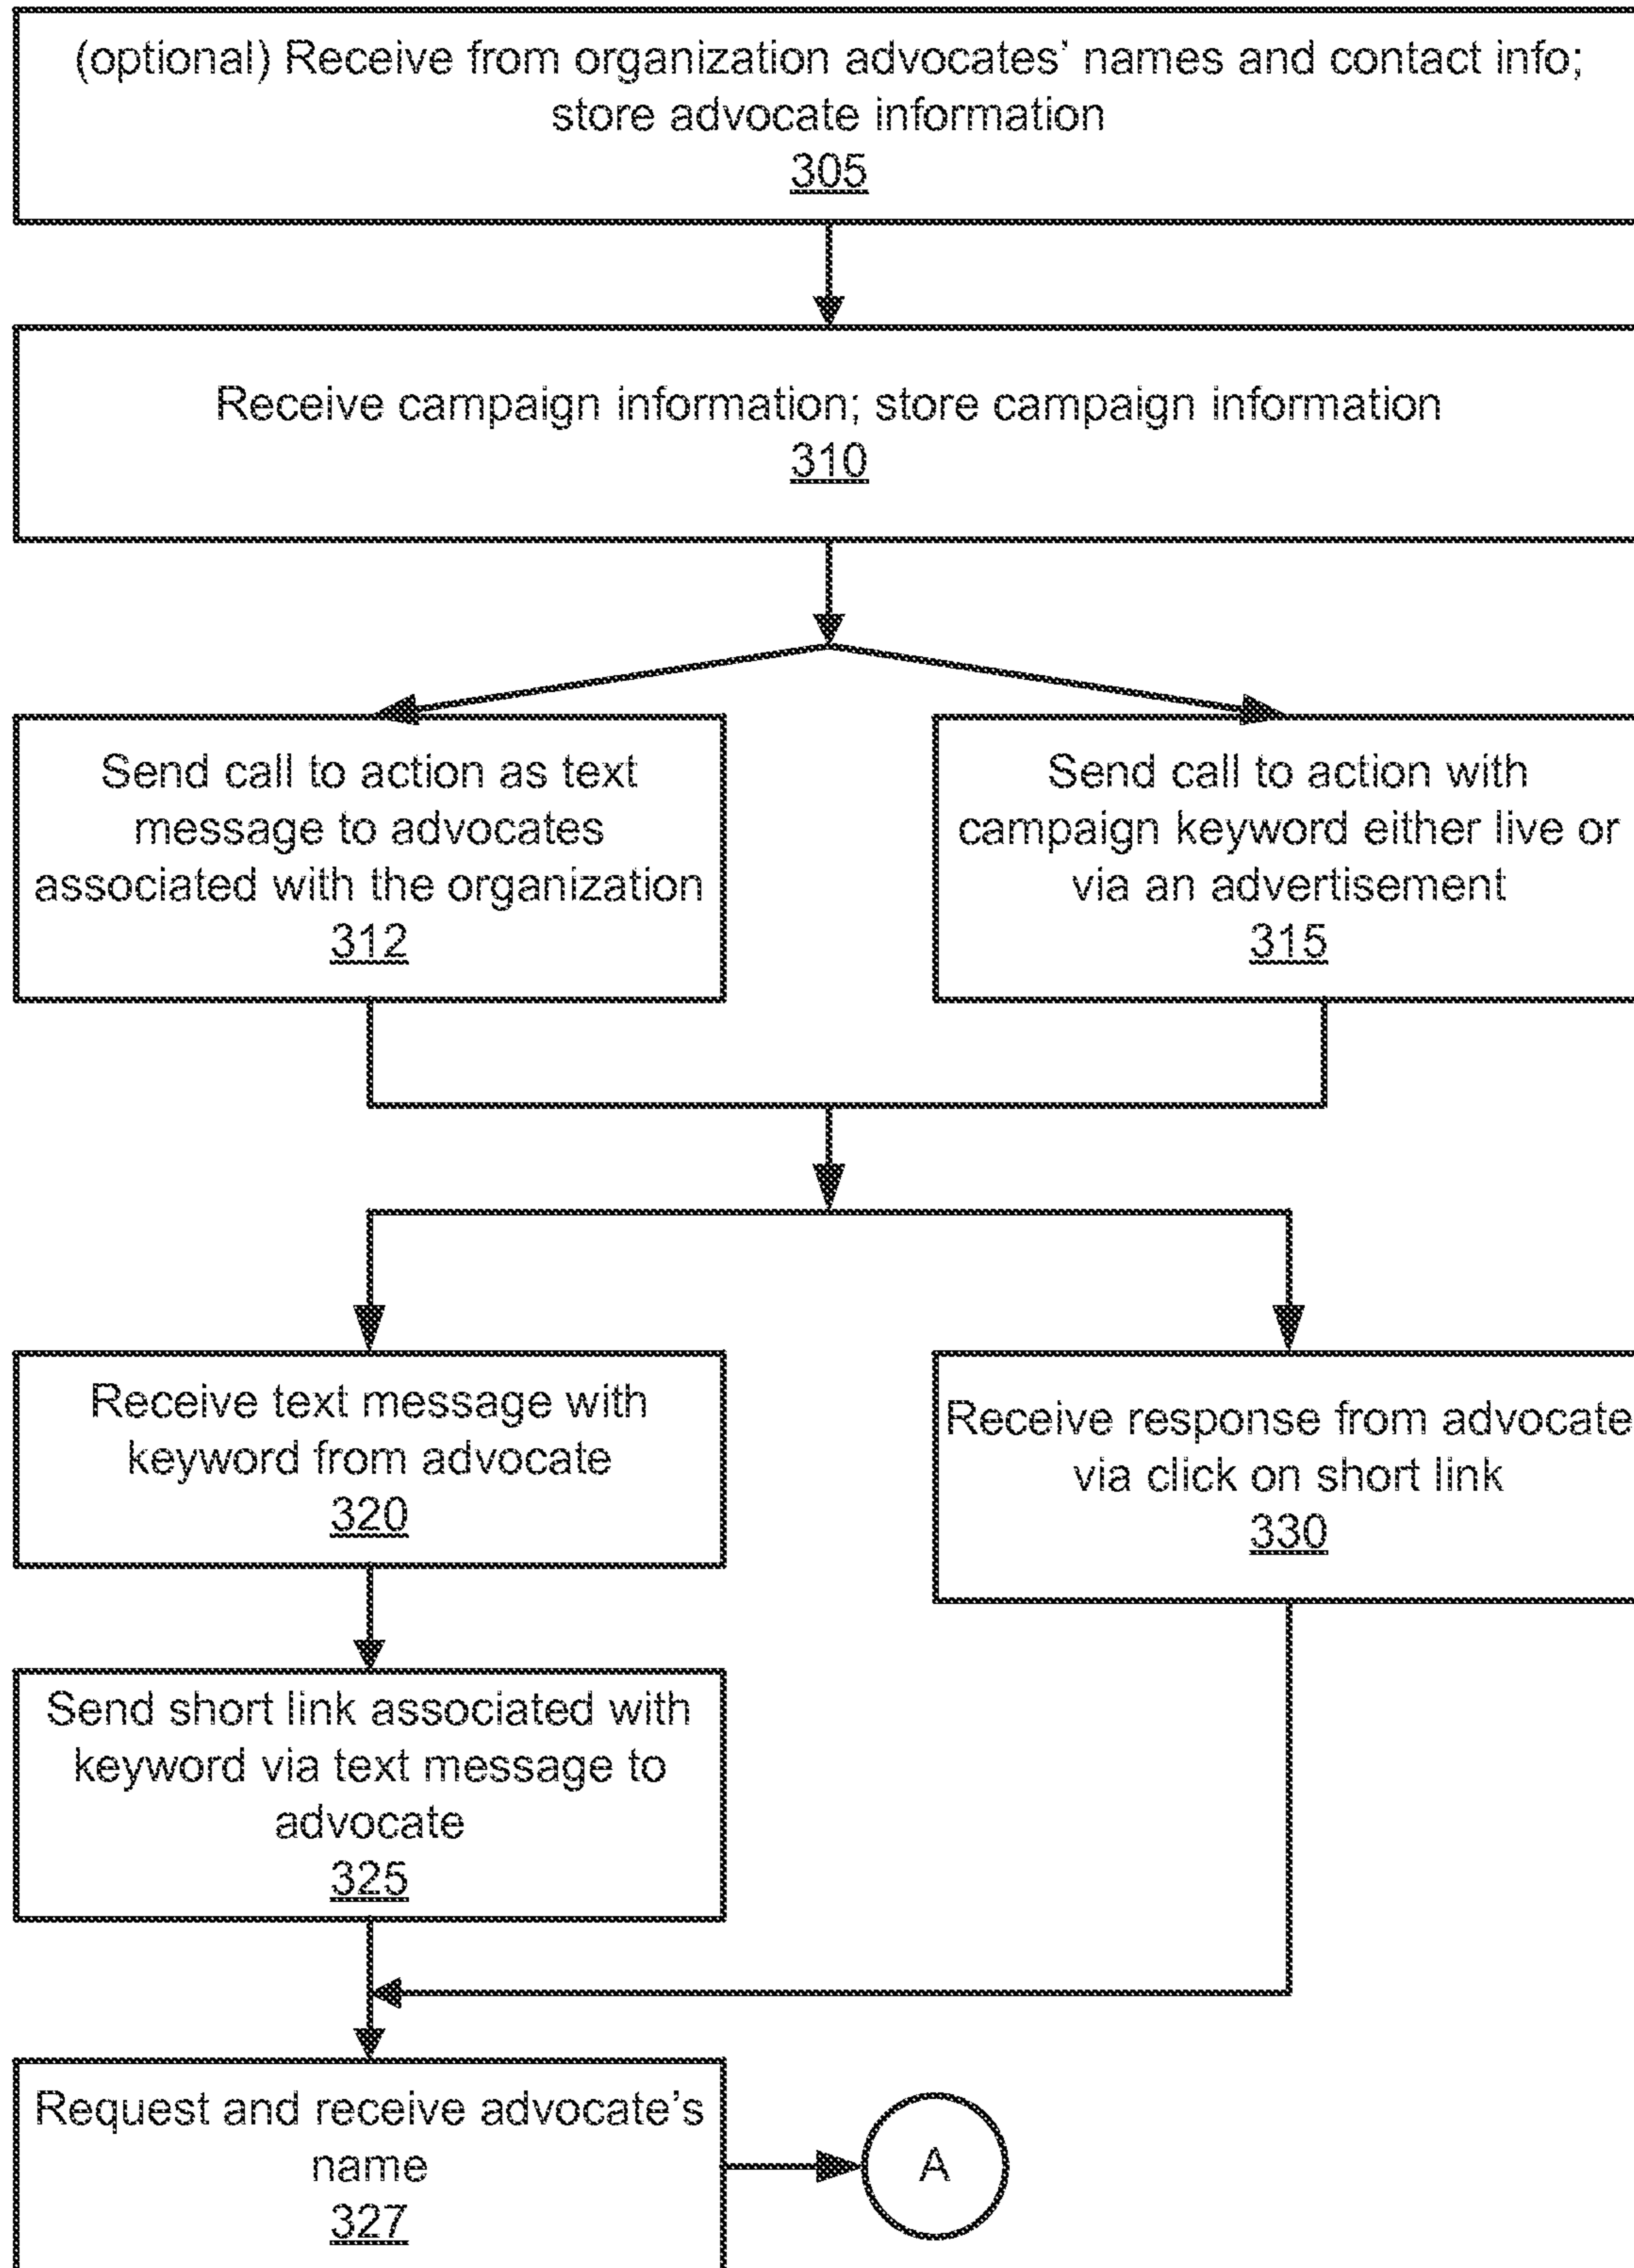 (optional) Receive from organization advocates' names and contact info;
store advocate information
305
Receive campaign information; store campaign information
310
Send call to action as text
message to advocates
associated with the organization
312
Send call to action with
campaign keyword either live or
via an advertisement
315
Receive text message with
keyword from advocate
320
Receive response from advocate
via click on short link
330
Send short link associated with
keyword via text message to
advocate
325
Request and receive advocate's
name
327
A